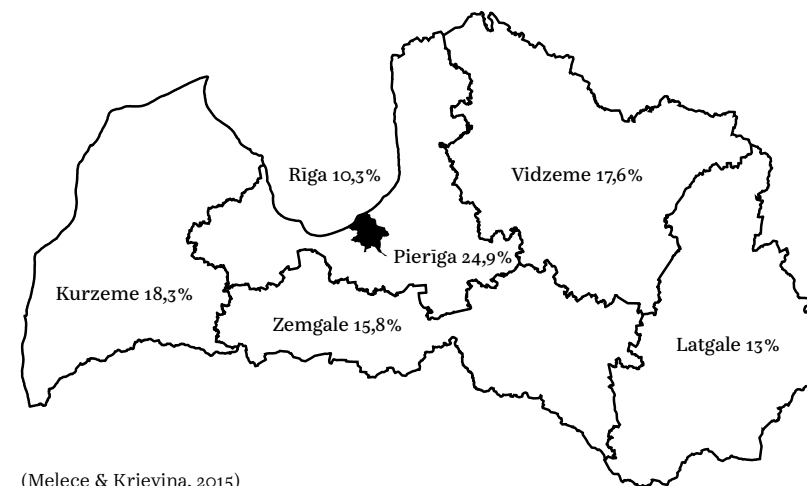 Rīga 10,3%
Vidzeme 17,6%
Pierīga 24,9%
Kurzeme 18,3%
Zemgale 15,8%
Latgale 13%
(Melece & Krieviņa, 2015)